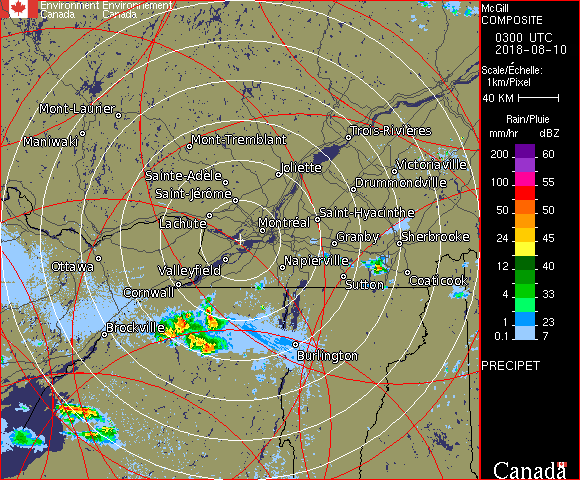 Environment Environnement
Canada Canada
McGill
COMPOSITE
0300 UTC
2018-08-10
Scale/Échelle:
1km/Pixel
40 KM
Rain/Pluie
mm/hr dBZ
200 60
150 57
100 55
50 50
24 45
12 40
4 33
1 23
0.1 7
PRECIPET
Canada
Mont-Laurier
Maniwaki
Mont-Tremblant
Trois-Rivières
Joliette
Victoriaville
Sainte-Adèle
Drummondville
Saint-Jérôme
Saint-Hyacinthe
Lachute
Montréal
Granby
Sherbrooke
Ottawa
Valleyfield
Napierville
Cornwall
Sutton
Coaticook
Brockville
Burlington